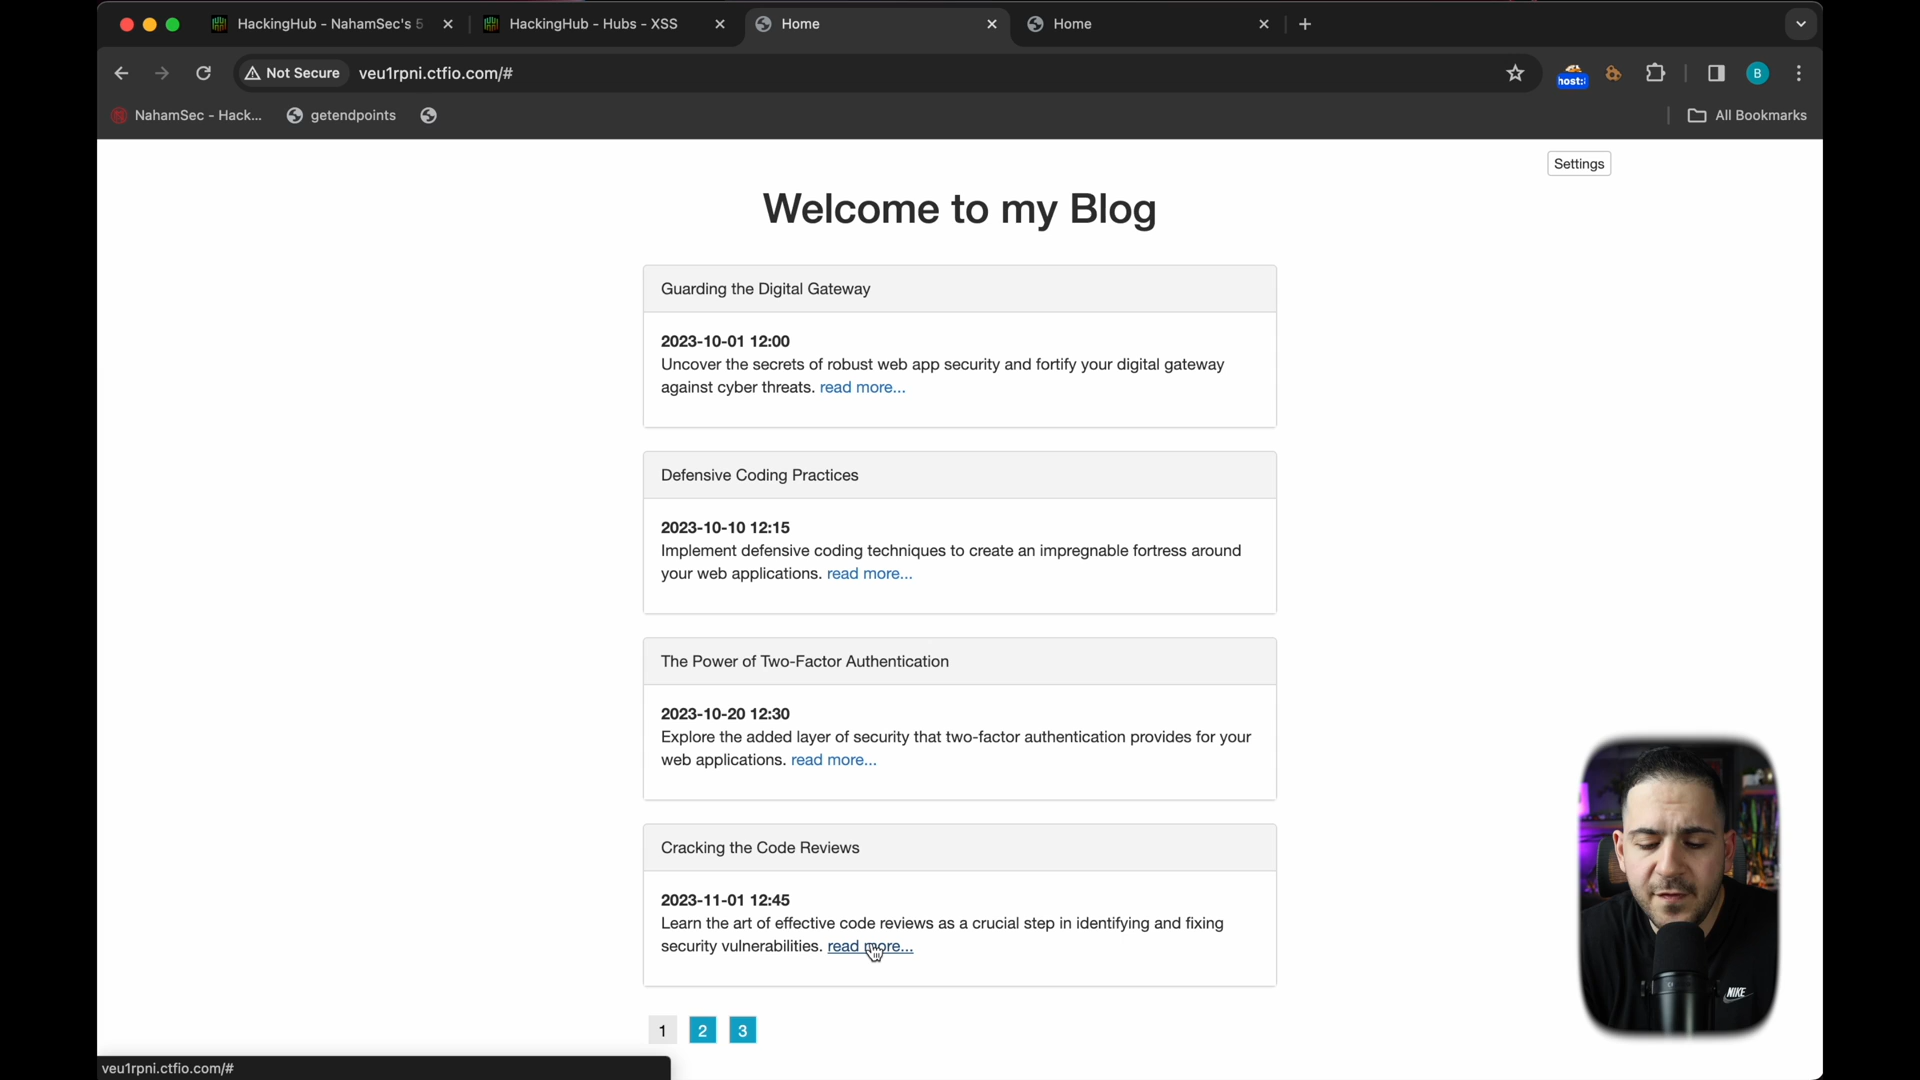 HackingHub - NahamSec's 5
HackingHub - Hubs - XSS
Home
Home
Not Secure
veu1rpni.ctfio.com/#
host:
B
NahamSec - Hack...
getendpoints
All Bookmarks
Settings
Welcome to my Blog
Guarding the Digital Gateway
2023-10-01 12:00
Uncover the secrets of robust web app security and fortify your digital gateway
against cyber threats. read more...
Defensive Coding Practices
2023-10-10 12:15
Implement defensive coding techniques to create an impregnable fortress around
your web applications. read more...
The Power of Two-Factor Authentication
2023-10-20 12:30
Explore the added layer of security that two-factor authentication provides for your
web applications. read more...
Cracking the Code Reviews
2023-11-01 12:45
Learn the art of effective code reviews as a crucial step in identifying and fixing
security vulnerabilities. read more...
1 2 3
NIKE
veu1rpni.ctfio.com/#